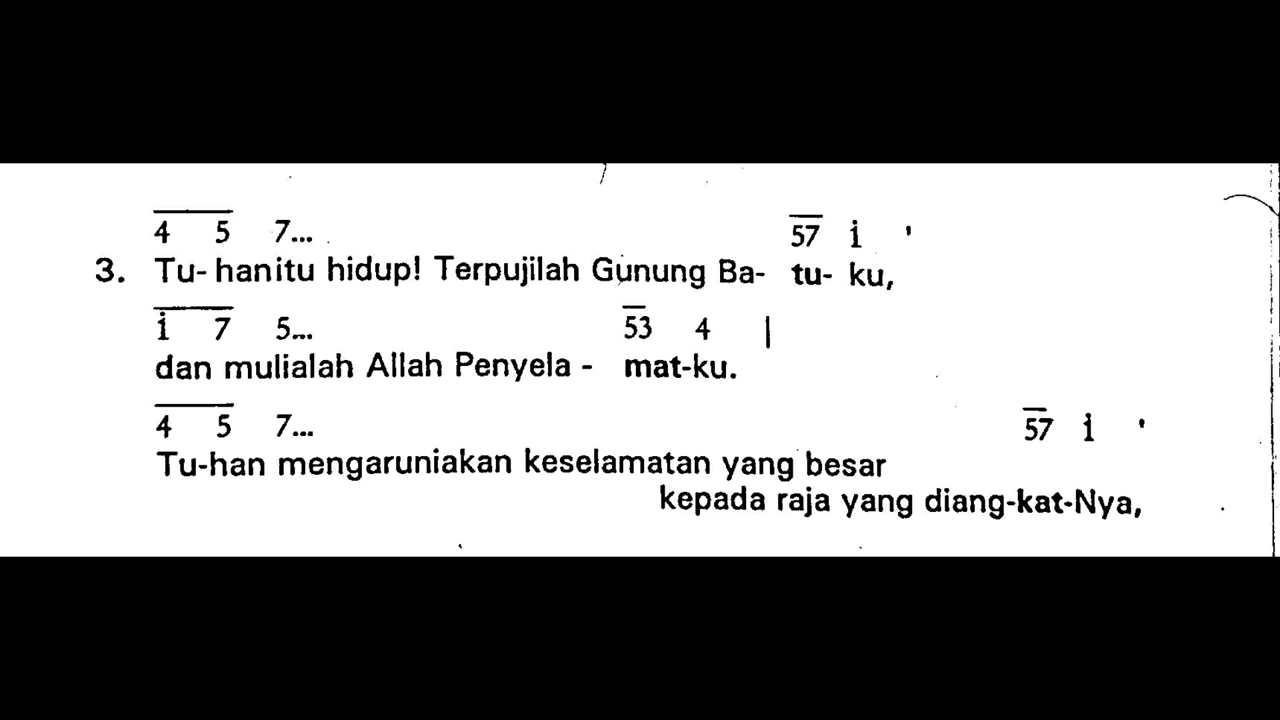 4 5 7... 57 i '
3. Tu- hanitu hidup! Terpujilah Gunung Ba- tu- ku,
i 7 5... 53 4 |
dan mulialah Allah Penyela - mat-ku.
4 5 7... 57 i '
Tu-han mengaruniakan keselamatan yang besar
kepada raja yang diang-kat-Nya,